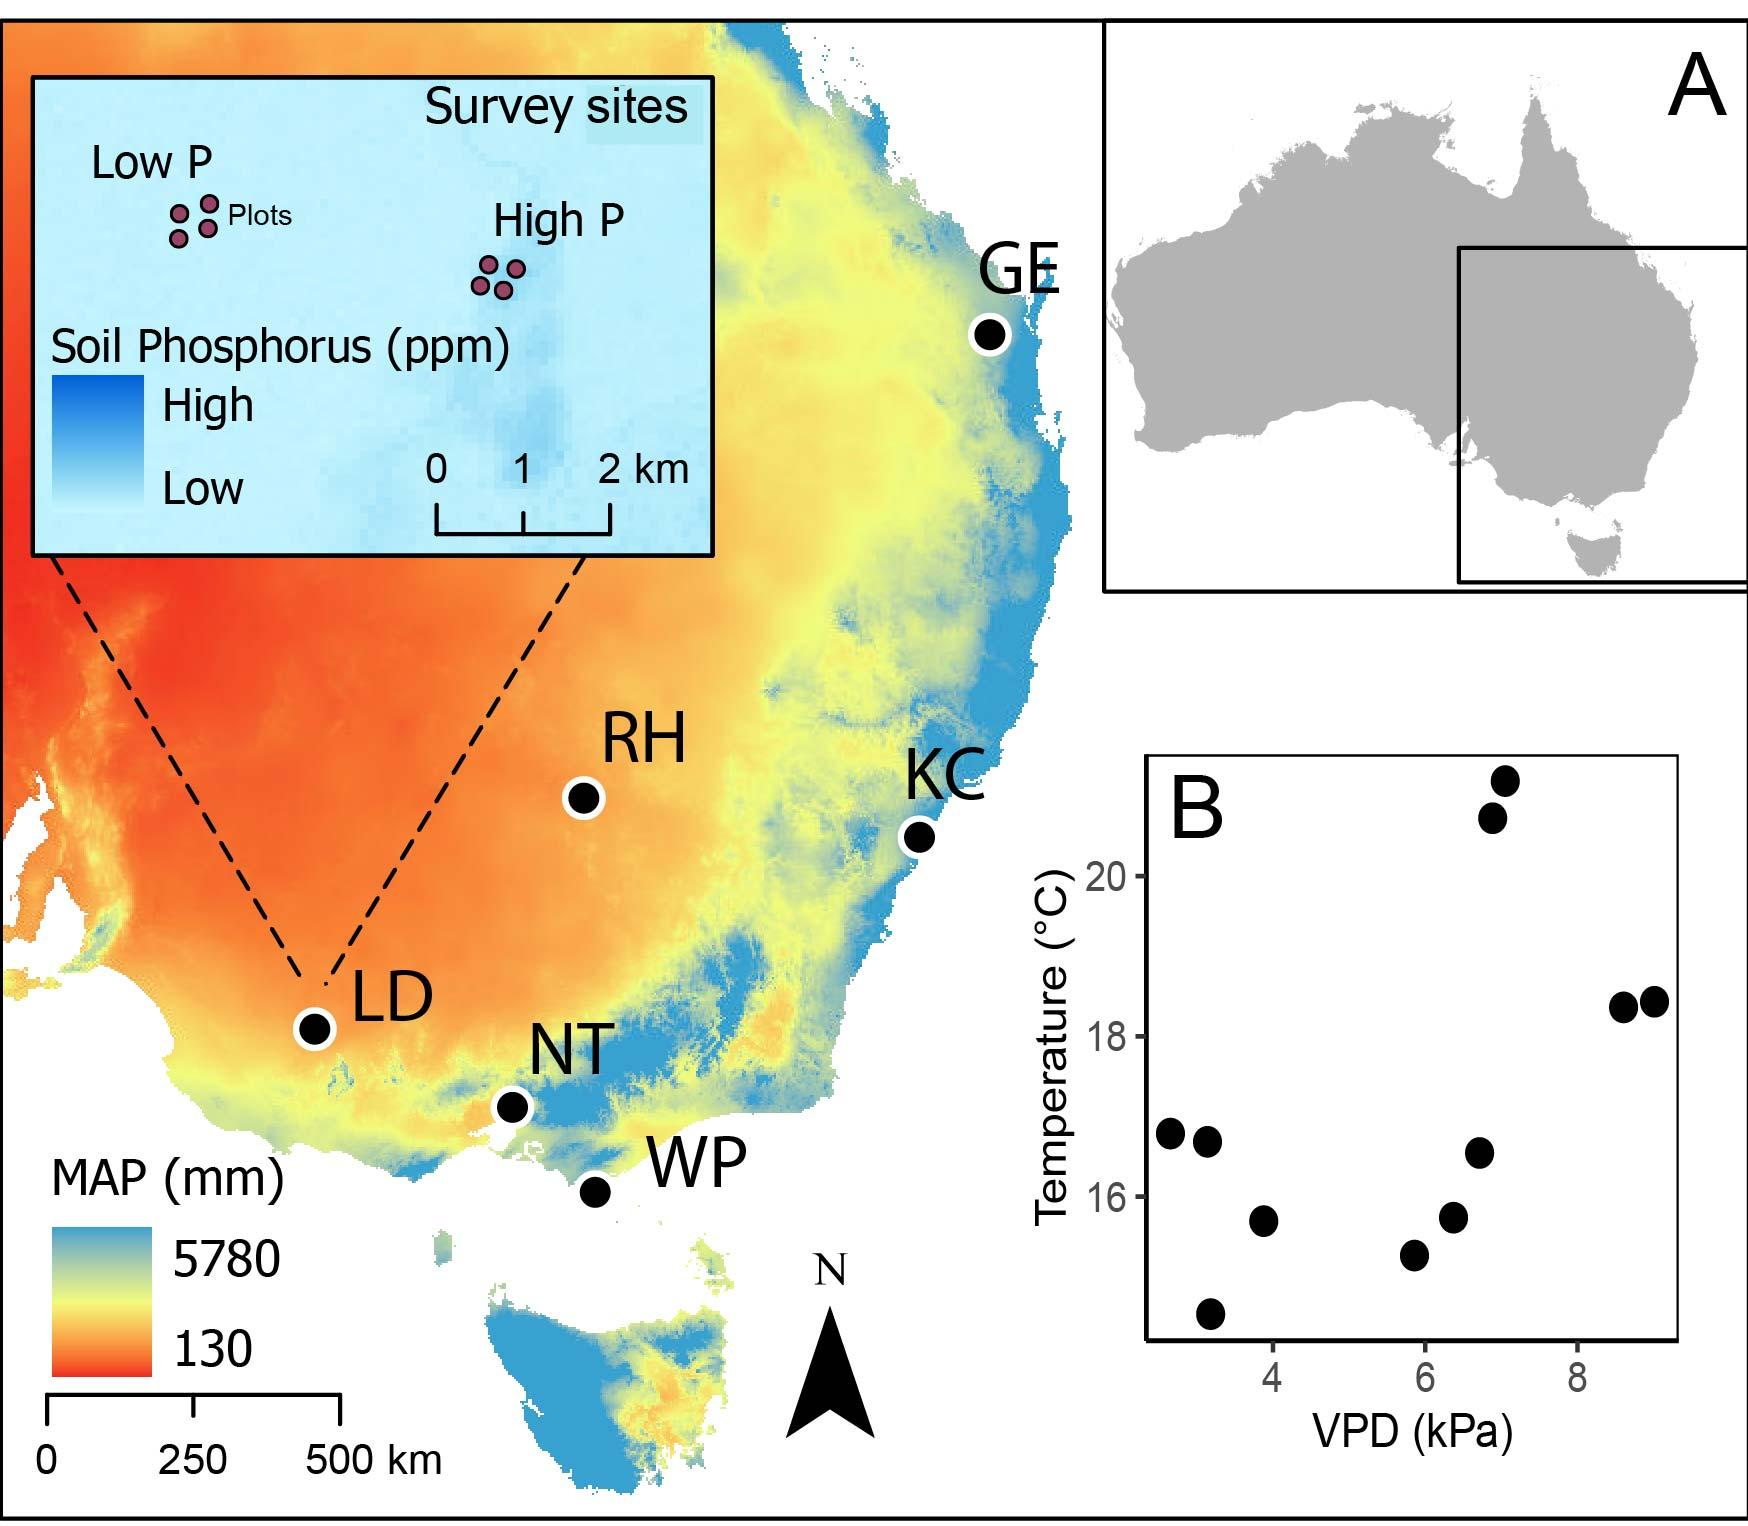 Survey sites
Low P
Plots
High P
Soil Phosphorus (ppm)
High
Low
0 1 2 km
A
GE
RH
KC
LD
NT
WP
MAP (mm)
5780
130
0 250 500 km
N
B
Temperature (°C)
20
18
16
4 6 8
VPD (kPa)